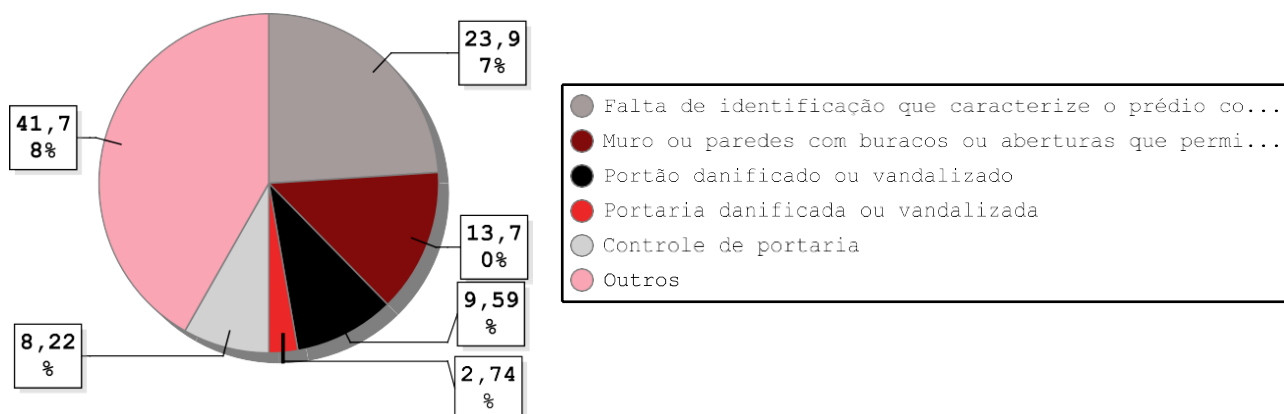 23,9
7%
41,7
8%
13,7
0%
9,59
%
8,22
%
2,74
%
Falta de identificação que caracterize o prédio co...
Muro ou paredes com buracos ou aberturas que permi...
Portão danificado ou vandalizado
Portaria danificada ou vandalizada
Controle de portaria
Outros